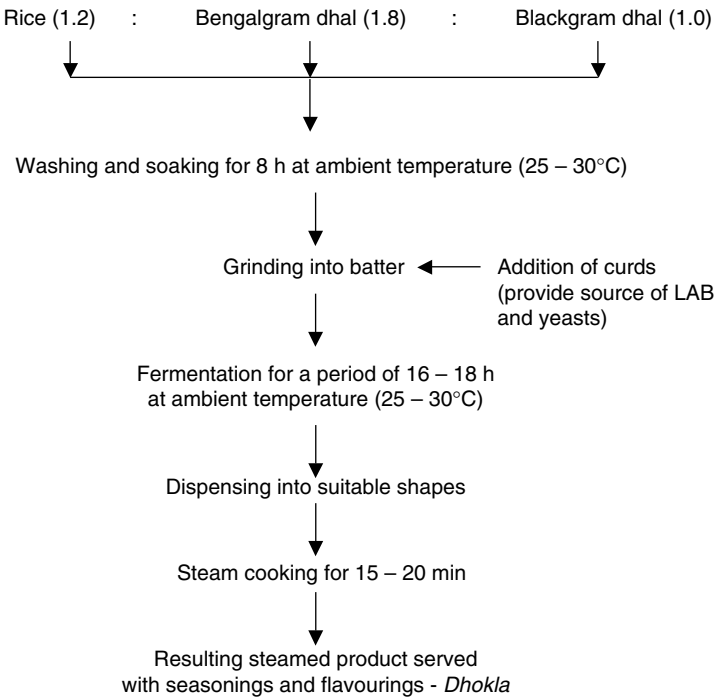 Rice (1.2) : Bengalgram dhal (1.8) : Blackgram dhal (1.0)
Washing and soaking for 8 h at ambient temperature (25 – 30°C)
Grinding into batter
Addition of curds
(provide source of LAB
and yeasts)
Fermentation for a period of 16 – 18 h
at ambient temperature (25 – 30°C)
Dispensing into suitable shapes
Steam cooking for 15 – 20 min
Resulting steamed product served
with seasonings and flavourings - Dhokla